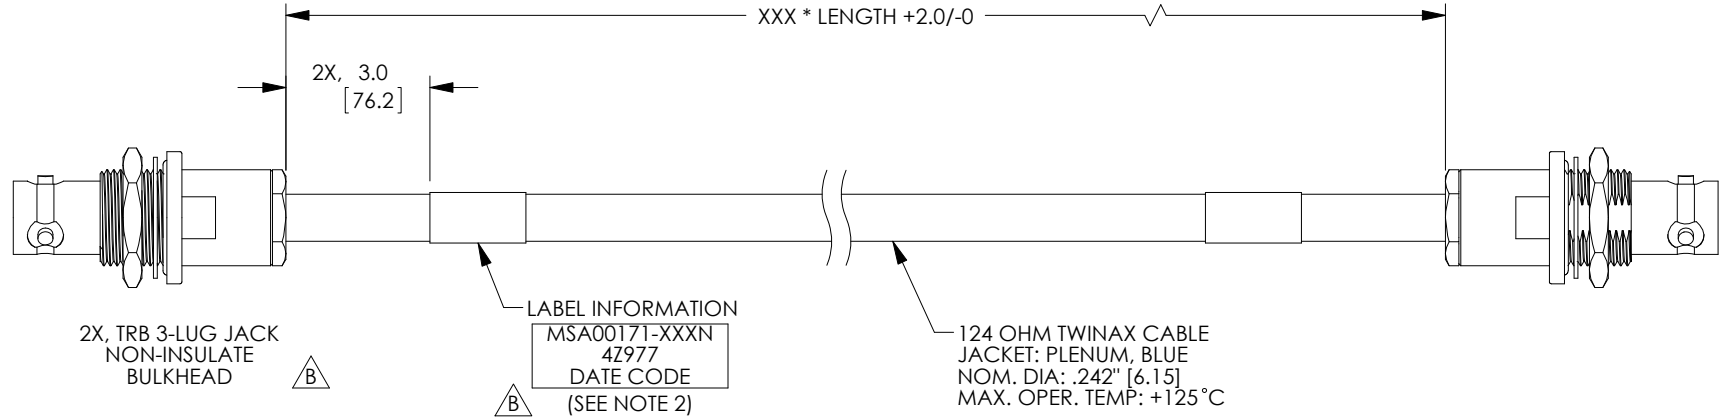 XXX * LENGTH +2.0/-0
2X, 3.0
[76.2]
LABEL INFORMATION
MSA00171-XXXN
4Z977
DATE CODE
(SEE NOTE 2)
B
2X, TRB 3-LUG JACK
NON-INSULATE
BULKHEAD
B
124 OHM TWINAX CABLE
JACKET: PLENUM, BLUE
NOM. DIA: .242" [6.15]
MAX. OPER. TEMP: +125°C